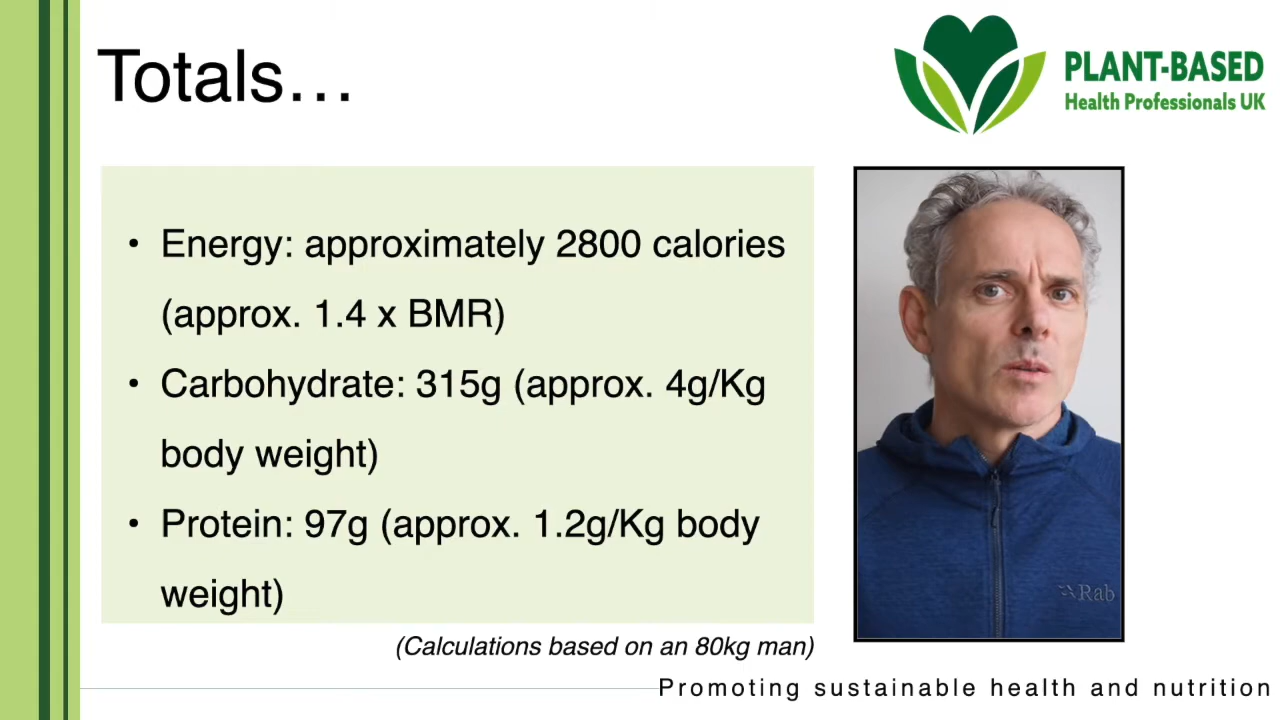 Totals…
PLANT-BASED
Health Professionals UK
• Energy: approximately 2800 calories
(approx. 1.4 x BMR)
• Carbohydrate: 315g (approx. 4g/Kg
body weight)
• Protein: 97g (approx. 1.2g/Kg body
weight)
Rab
(Calculations based on an 80kg man)
Promoting sustainable health and nutrition